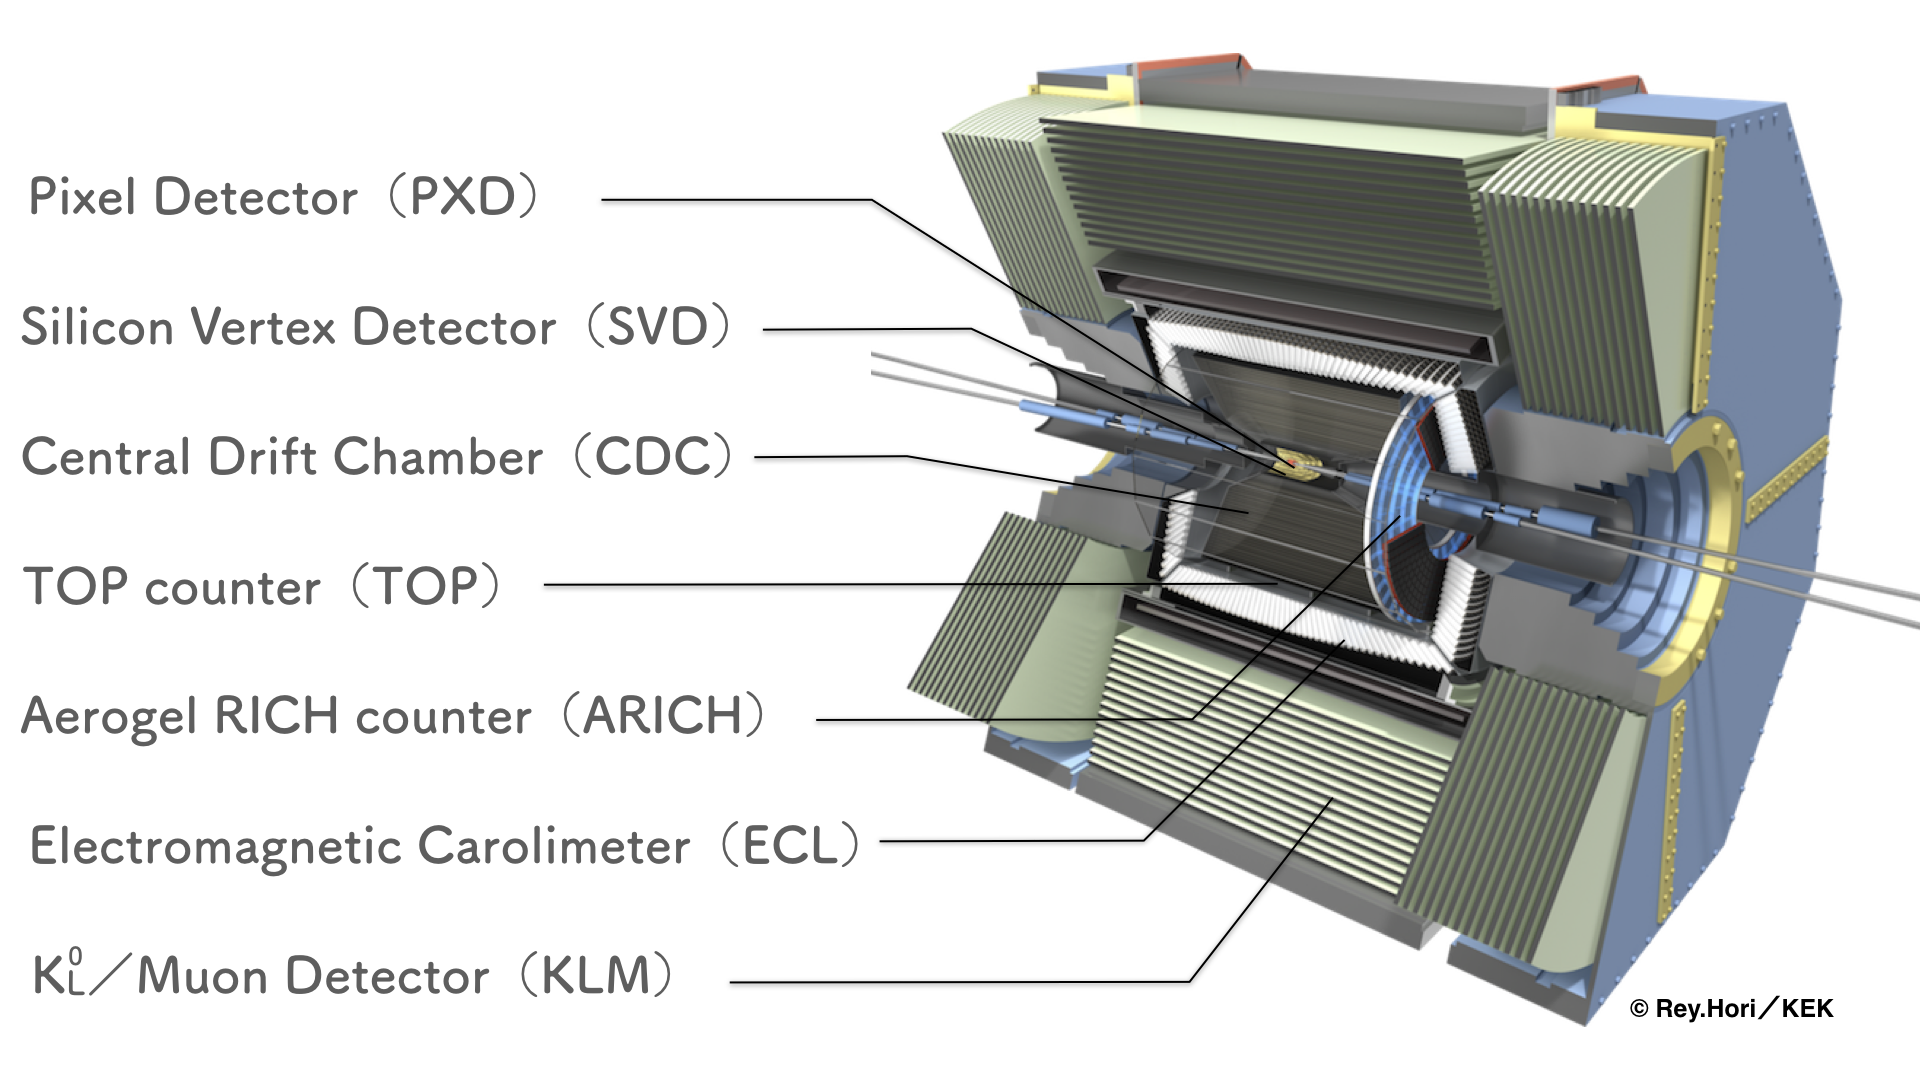 Pixel Detector（PXD）
Silicon Vertex Detector（SVD）
Central Drift Chamber（CDC）
TOP counter（TOP）
Aerogel RICH counter（ARICH）
Electromagnetic Carolimeter（ECL）
K⁰L／Muon Detector（KLM）
© Rey.Hori／KEK